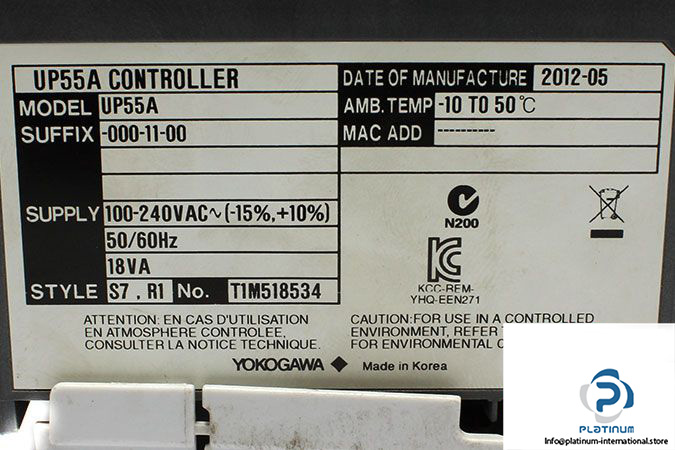 UP55A CONTROLLER
DATE OF MANUFACTURE 2012-05
MODEL UP55A
AMB.TEMP -10 TO 50℃
SUFFIX -000-11-00
MAC ADD ----------
SUPPLY 100-240VAC~(-15%,+10%)
50/60Hz
18VA
STYLE S7 , R1 No. T1M518534
N200
KCC-REM-
YHQ-EEN271
ATTENTION: EN CAS D'UTILISATION
EN ATMOSPHERE CONTROLEE,
CONSULTER LA NOTICE TECHNIQUE.
CAUTION:FOR USE IN A CONTROLLED
ENVIRONMENT, REFER
FOR ENVIRONMENTAL
YOKOGAWA ◆ Made in Korea
PLATINUM
Info@platinum-international.store